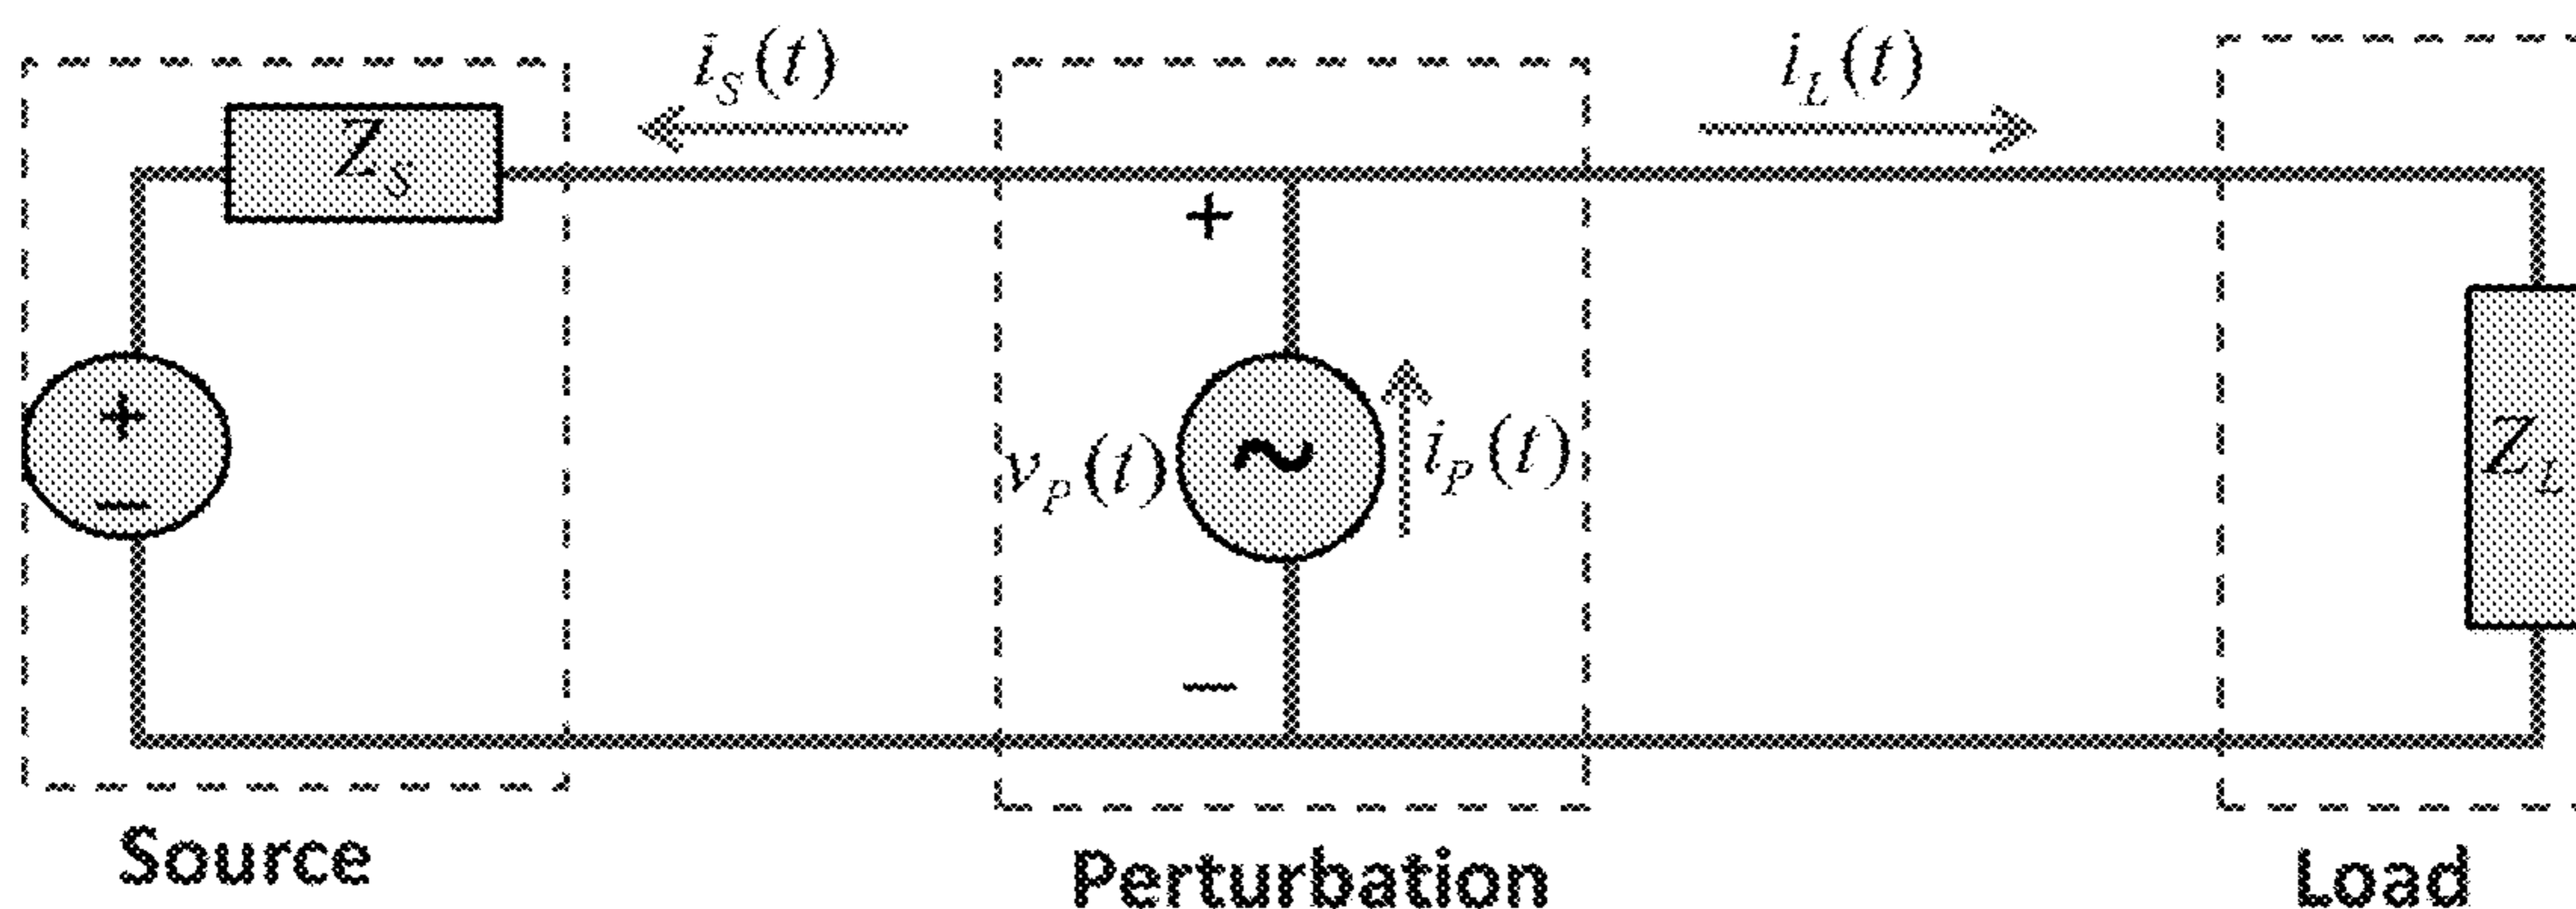 i_S(t)
i_L(t)
Z_S
+
+
v_P(t)
~
i_P(t)
Z_L
−
−
Source
Perturbation
Load